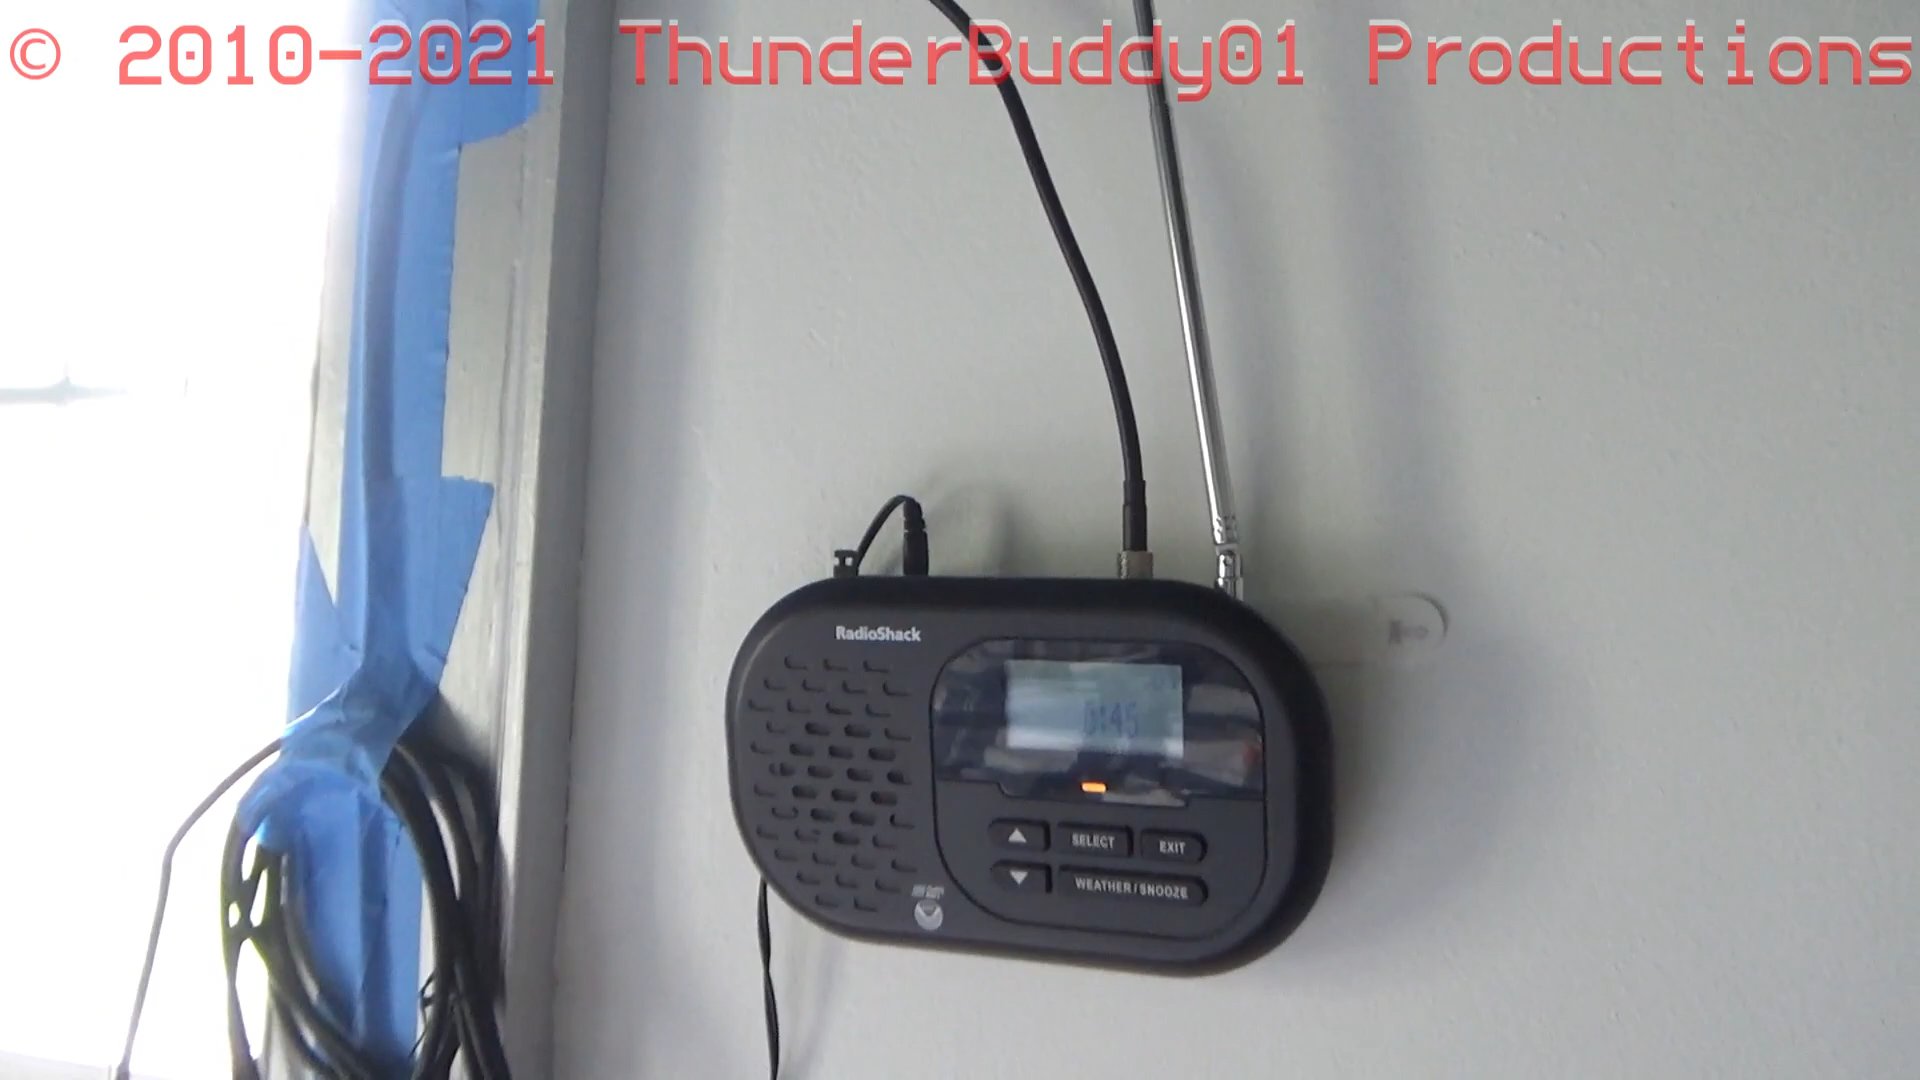 © 2010-2021 ThunderBuddy01 Productions
RadioShack
SELECT
EXIT
WEATHER/SNOOZE